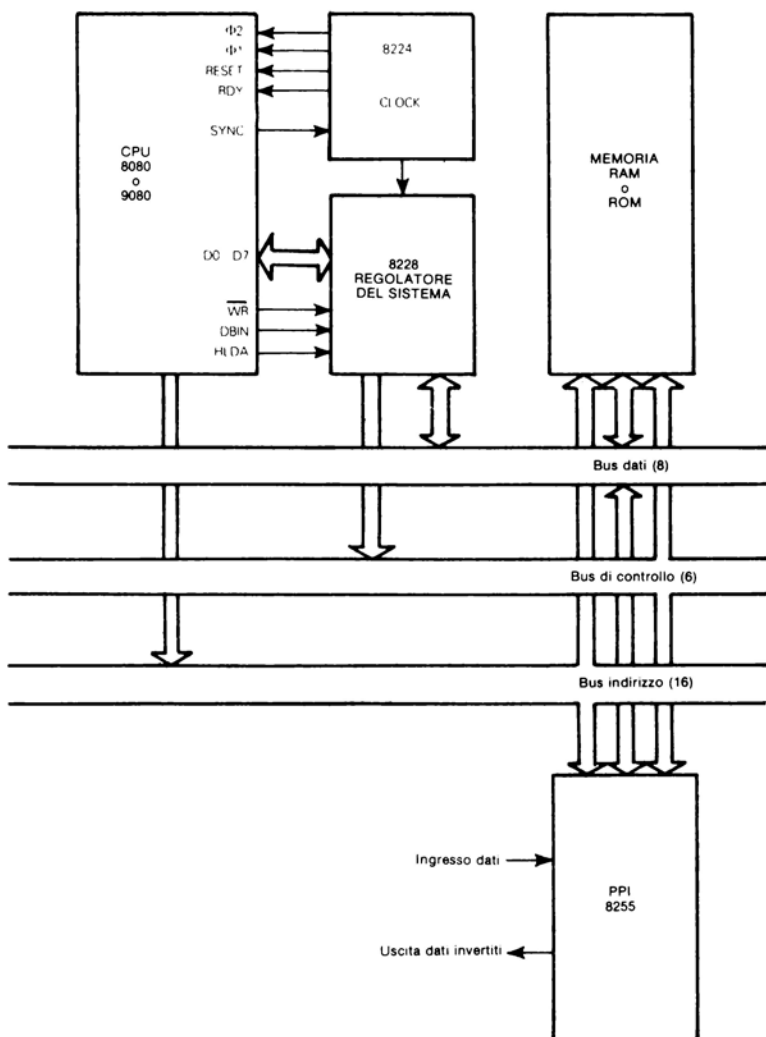 Φ2
Φ1
RESET
RDY
SYNC
CPU
8080
o
9080
D0 D7
WR
DBIN
HLDA
8224
CLOCK
8228
REGOLATORE
DEL SISTEMA
MEMORIA
RAM
o
ROM
Bus dati (8)
Bus di controllo (6)
Bus indirizzo (16)
Ingresso dati
Uscita dati invertiti
PPI
8255